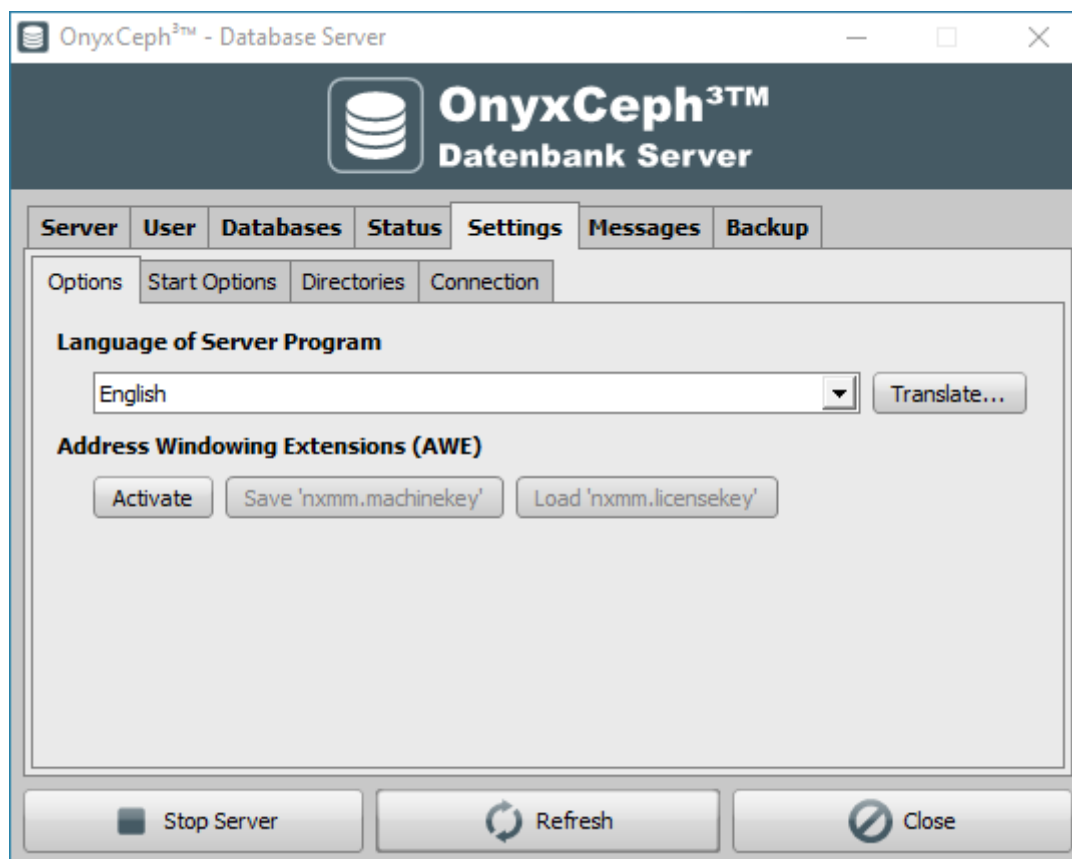 OnyxCeph³™ - Database Server
OnyxCeph³TM
Datenbank Server
Server User Databases Status Settings Messages Backup
Options Start Options Directories Connection
Language of Server Program
English Translate...
Address Windowing Extensions (AWE)
Activate Save 'nxmm.machinekey' Load 'nxmm.licensekey'
Stop Server Refresh Close